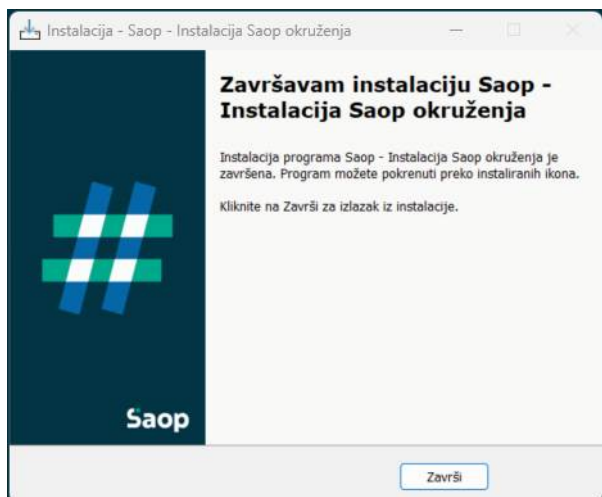 Instalacija - Saop - Instalacija Saop okruženja
Završavam instalaciju Saop -
Instalacija Saop okruženja
Instalacija programa Saop - Instalacija Saop okruženja je
završena. Program možete pokrenuti preko instaliranih ikona.
Kliknite na Završi za izlazak iz instalacije.
Saop
Završi